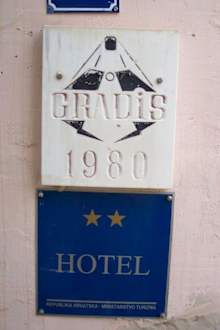 GRADiS
1980
HOTEL
REPUBLIKA HRVATSKA - MINISTARSTVO TURIZMA